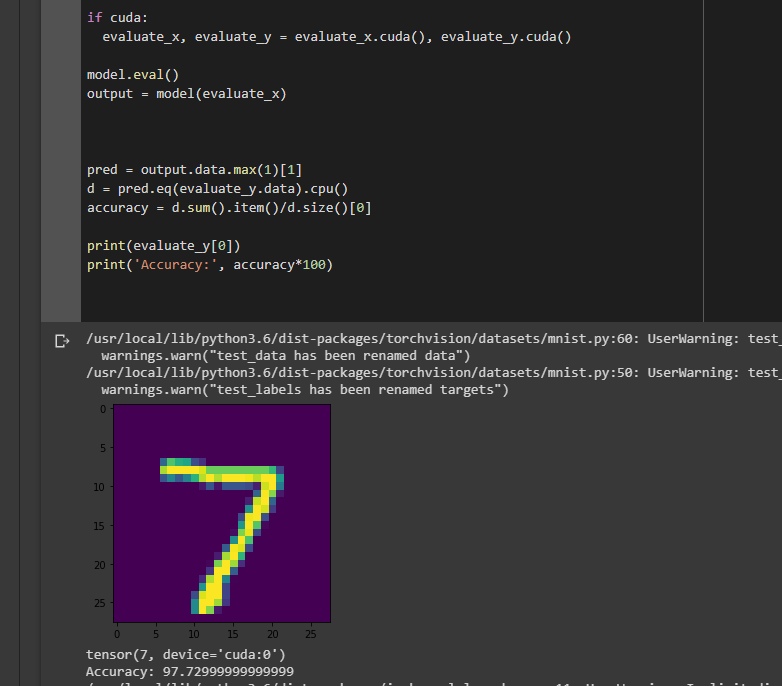 if cuda:
  evaluate_x, evaluate_y = evaluate_x.cuda(), evaluate_y.cuda()
model.eval()
output = model(evaluate_x)
pred = output.data.max(1)[1]
d = pred.eq(evaluate_y.data).cpu()
accuracy = d.sum().item()/d.size()[0]
print(evaluate_y[0])
print('Accuracy:', accuracy*100)
/usr/local/lib/python3.6/dist-packages/torchvision/datasets/mnist.py:60: UserWarning: test_
  warnings.warn("test_data has been renamed data")
/usr/local/lib/python3.6/dist-packages/torchvision/datasets/mnist.py:50: UserWarning: test_
  warnings.warn("test_labels has been renamed targets")
0
5
10
15
20
25
7
0 5 10 15 20 25
tensor(7, device='cuda:0')
Accuracy: 97.72999999999999